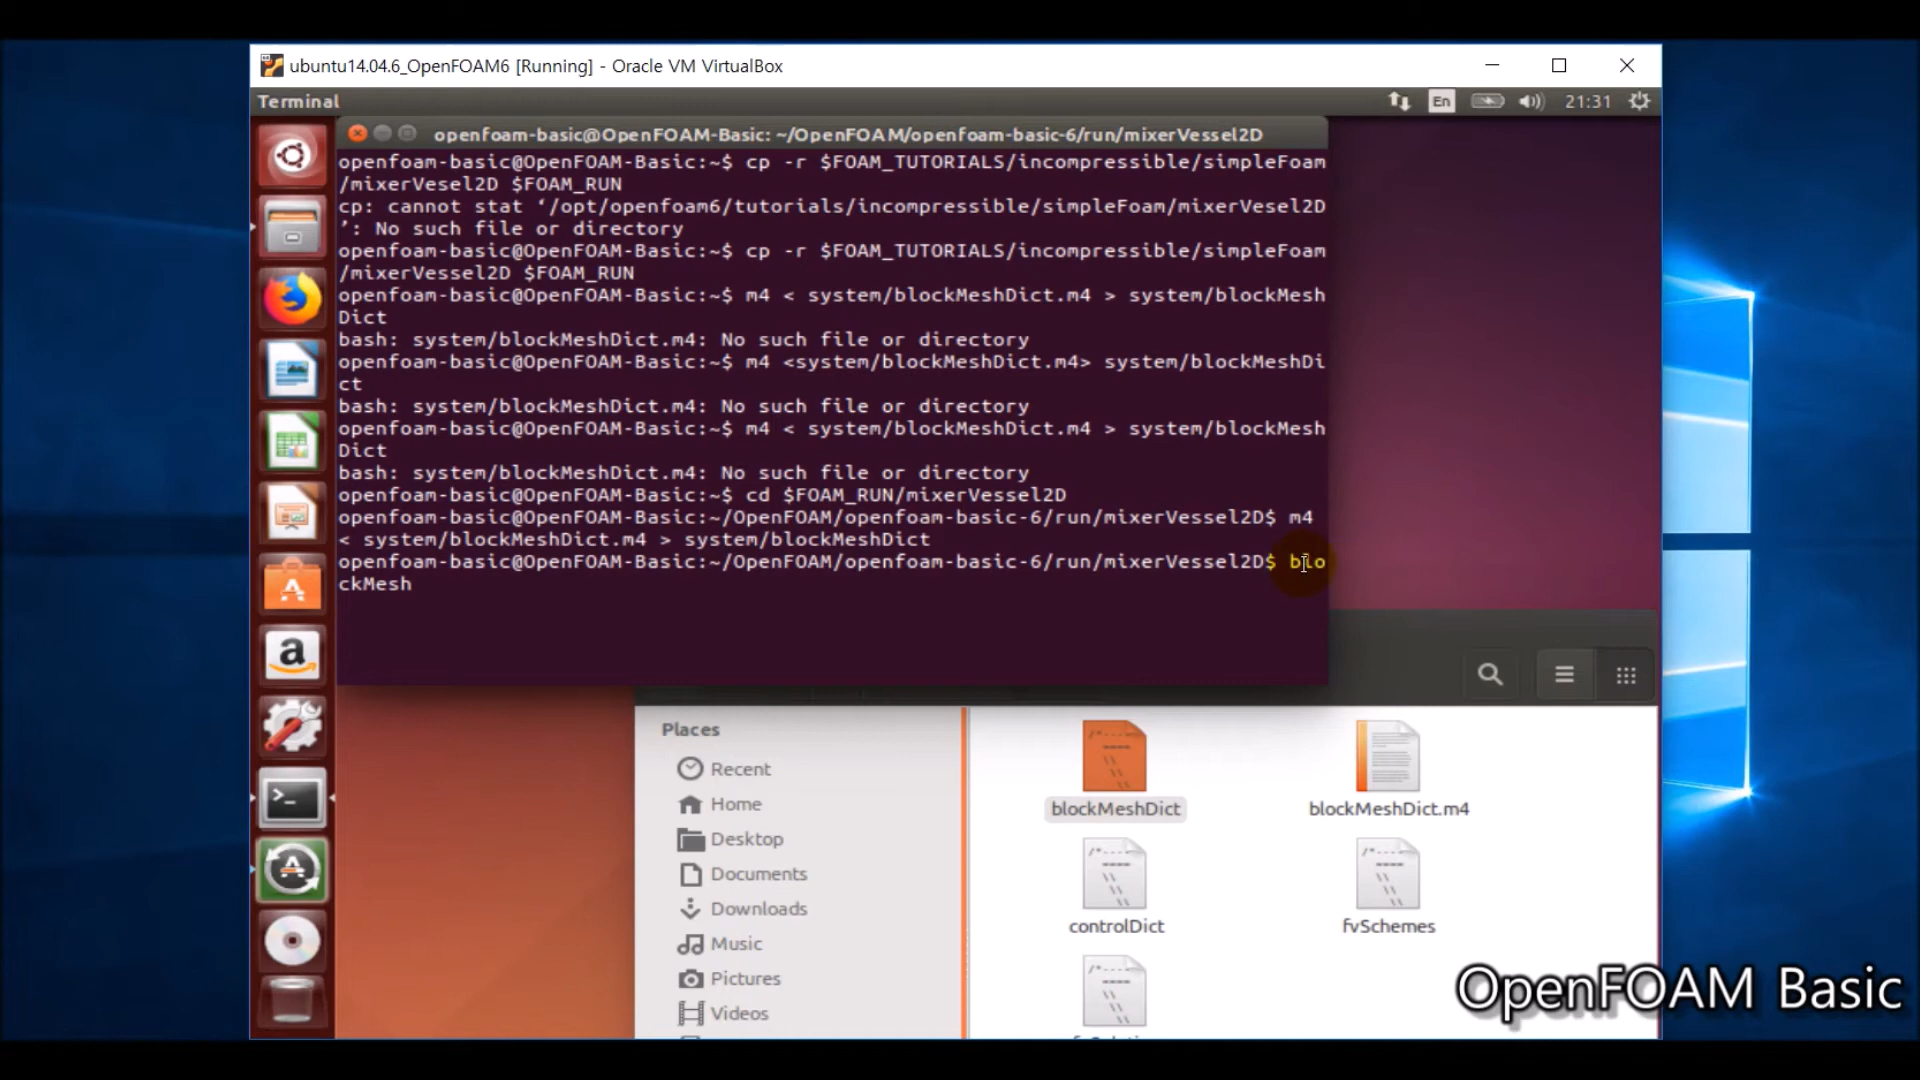 ubuntu14.04.6_OpenFOAM6 [Running] - Oracle VM VirtualBox
Terminal
En
21:31
openfoam-basic@OpenFOAM-Basic: ~/OpenFOAM/openfoam-basic-6/run/mixerVessel2D
openfoam-basic@OpenFOAM-Basic:~$ cp -r $FOAM_TUTORIALS/incompressible/simpleFoam
/mixerVesel2D $FOAM_RUN
cp: cannot stat ‘/opt/openfoam6/tutorials/incompressible/simpleFoam/mixerVesel2D
’: No such file or directory
openfoam-basic@OpenFOAM-Basic:~$ cp -r $FOAM_TUTORIALS/incompressible/simpleFoam
/mixerVessel2D $FOAM_RUN
openfoam-basic@OpenFOAM-Basic:~$ m4 < system/blockMeshDict.m4 > system/blockMesh
Dict
bash: system/blockMeshDict.m4: No such file or directory
openfoam-basic@OpenFOAM-Basic:~$ m4 <system/blockMeshDict.m4> system/blockMeshDi
ct
bash: system/blockMeshDict.m4: No such file or directory
openfoam-basic@OpenFOAM-Basic:~$ m4 < system/blockMeshDict.m4 > system/blockMesh
Dict
bash: system/blockMeshDict.m4: No such file or directory
openfoam-basic@OpenFOAM-Basic:~$ cd $FOAM_RUN/mixerVessel2D
openfoam-basic@OpenFOAM-Basic:~/OpenFOAM/openfoam-basic-6/run/mixerVessel2D$ m4
< system/blockMeshDict.m4 > system/blockMeshDict
openfoam-basic@OpenFOAM-Basic:~/OpenFOAM/openfoam-basic-6/run/mixerVessel2D$ blo
ckMesh
Places
Recent
Home
Desktop
Documents
Downloads
Music
Pictures
Videos
blockMeshDict
blockMeshDict.m4
controlDict
fvSchemes
OpenFOAM Basic